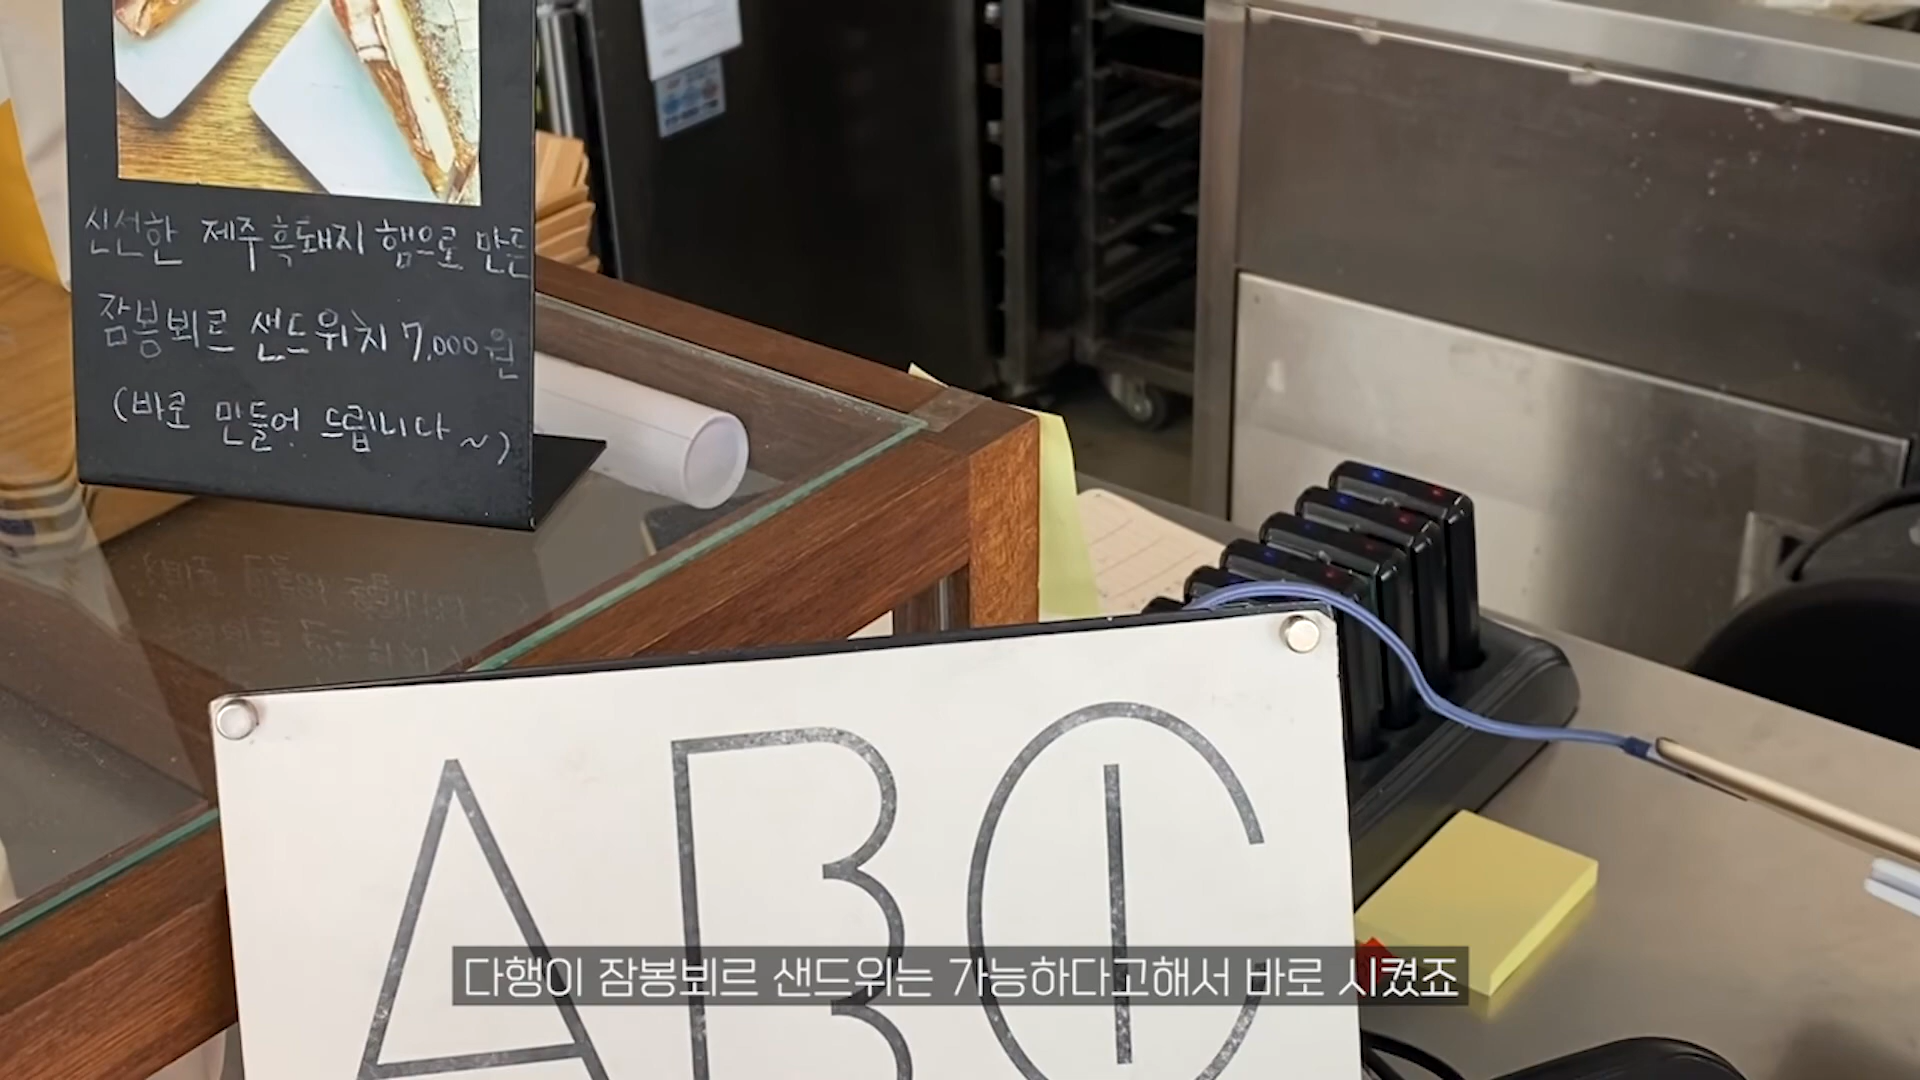 신선한 제주흑돼지 햄으로 만든
잠봉뵈르 샌드위치 7,000원
(바로 만들어 드립니다~)
ABC
다행이 잠봉뵈르 샌드위는 가능하다고해서 바로 시켰죠